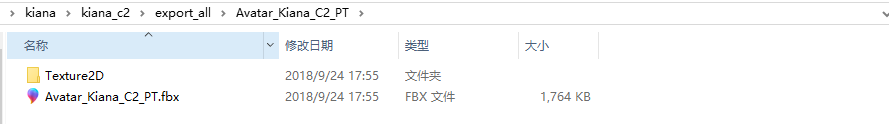 kiana > kiana_c2 > export_all > Avatar_Kiana_C2_PT >
名称 修改日期 类型 大小
Texture2D 2018/9/24 17:55 文件夹
Avatar_Kiana_C2_PT.fbx 2018/9/24 17:55 FBX 文件 1,764 KB